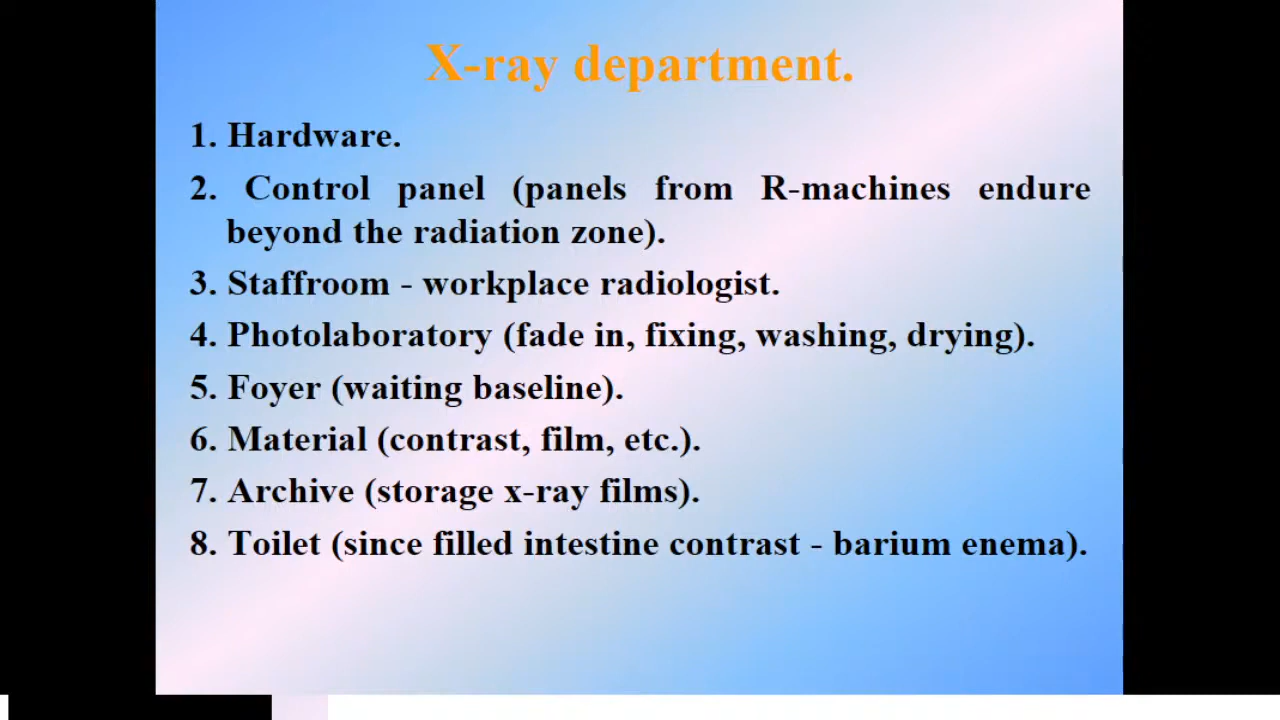 X-ray department.
1. Hardware.
2. Control panel (panels from R-machines endure
beyond the radiation zone).
3. Staffroom - workplace radiologist.
4. Photolaboratory (fade in, fixing, washing, drying).
5. Foyer (waiting baseline).
6. Material (contrast, film, etc.).
7. Archive (storage x-ray films).
8. Toilet (since filled intestine contrast - barium enema).